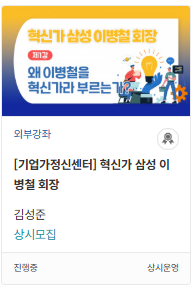 혁신가 삼성 이병철 회장
제1강
왜 이병철을
혁신가라 부르는가?
외부강좌
[기업가정신센터] 혁신가 삼성 이
병철 회장
김성준
상시모집
진행중
상시운영